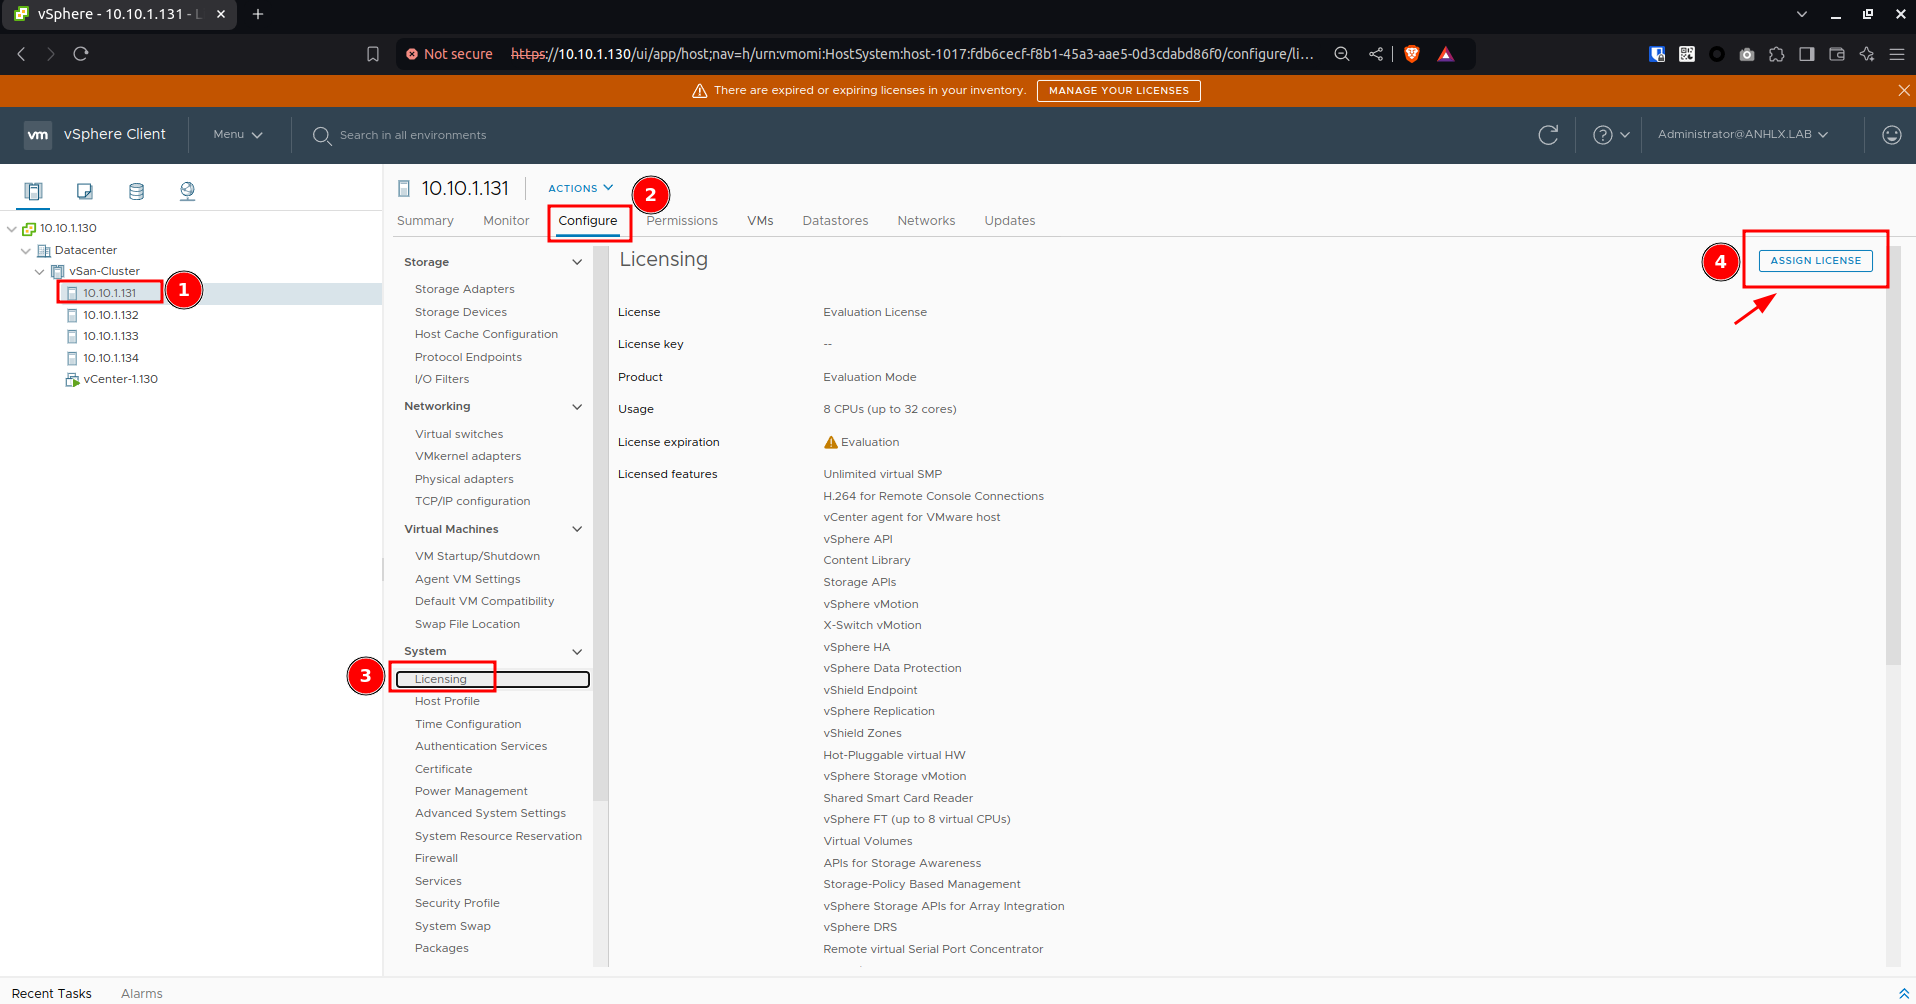 vSphere - 10.10.1.131 - L
Not secure https://10.10.1.130/ui/app/host;nav=h/urn:vmomi:HostSystem:host-1017:fdb6cecf-f8b1-45a3-aae5-0d3cdabd86f0/configure/li...
There are expired or expiring licenses in your inventory. MANAGE YOUR LICENSES
vm vSphere Client Menu Search in all environments Administrator@ANHLX.LAB
10.10.1.130
Datacenter
vSan-Cluster
10.10.1.131 1
10.10.1.132
10.10.1.133
10.10.1.134
vCenter-1.130
10.10.1.131 ACTIONS 2
Summary Monitor Configure Permissions VMs Datastores Networks Updates
Storage
Storage Adapters
Storage Devices
Host Cache Configuration
Protocol Endpoints
I/O Filters
Networking
Virtual switches
VMkernel adapters
Physical adapters
TCP/IP configuration
Virtual Machines
VM Startup/Shutdown
Agent VM Settings
Default VM Compatibility
Swap File Location
System
3 Licensing
Host Profile
Time Configuration
Authentication Services
Certificate
Power Management
Advanced System Settings
System Resource Reservation
Firewall
Services
Security Profile
System Swap
Packages
Licensing 4 ASSIGN LICENSE
License Evaluation License
License key --
Product Evaluation Mode
Usage 8 CPUs (up to 32 cores)
License expiration Evaluation
Licensed features Unlimited virtual SMP
H.264 for Remote Console Connections
vCenter agent for VMware host
vSphere API
Content Library
Storage APIs
vSphere vMotion
X-Switch vMotion
vSphere HA
vSphere Data Protection
vShield Endpoint
vSphere Replication
vShield Zones
Hot-Pluggable virtual HW
vSphere Storage vMotion
Shared Smart Card Reader
vSphere FT (up to 8 virtual CPUs)
Virtual Volumes
APIs for Storage Awareness
Storage-Policy Based Management
vSphere Storage APIs for Array Integration
vSphere DRS
Remote virtual Serial Port Concentrator
Recent Tasks Alarms